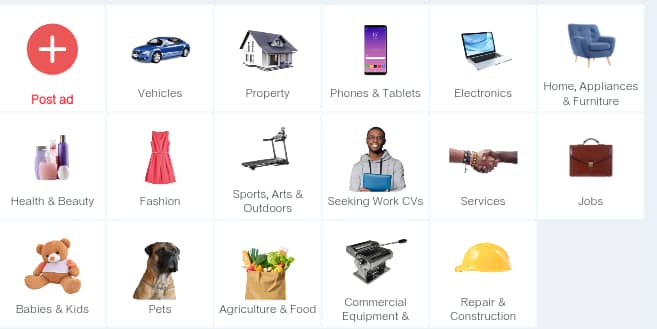 Post ad
Vehicles
Property
Phones & Tablets
Electronics
Home, Appliances
& Furniture
Health & Beauty
Fashion
Sports, Arts &
Outdoors
Seeking Work CVs
Services
Jobs
Babies & Kids
Pets
Agriculture & Food
Commercial
Equipment &
Repair &
Construction